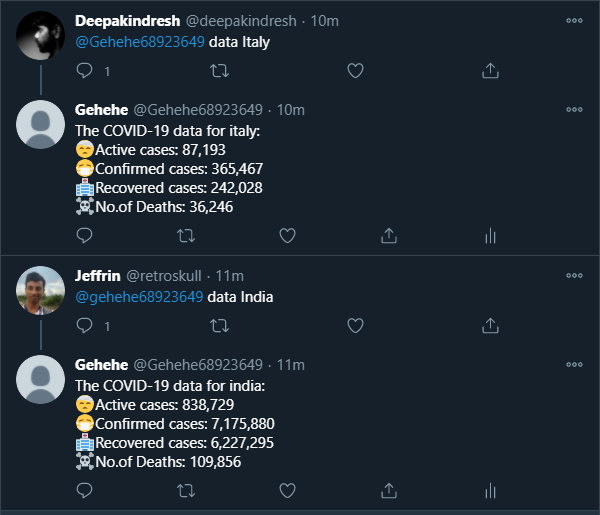 Deepakindresh @deepakindresh · 10m
@Gehehe68923649 data Italy
1
Gehehe @Gehehe68923649 · 10m
The COVID-19 data for italy:
🤕Active cases: 87,193
😷Confirmed cases: 365,467
🏥Recovered cases: 242,028
☠️No.of Deaths: 36,246
Jeffrin @retroskull · 11m
@gehehe68923649 data India
1
Gehehe @Gehehe68923649 · 11m
The COVID-19 data for india:
🤕Active cases: 838,729
😷Confirmed cases: 7,175,880
🏥Recovered cases: 6,227,295
☠️No.of Deaths: 109,856